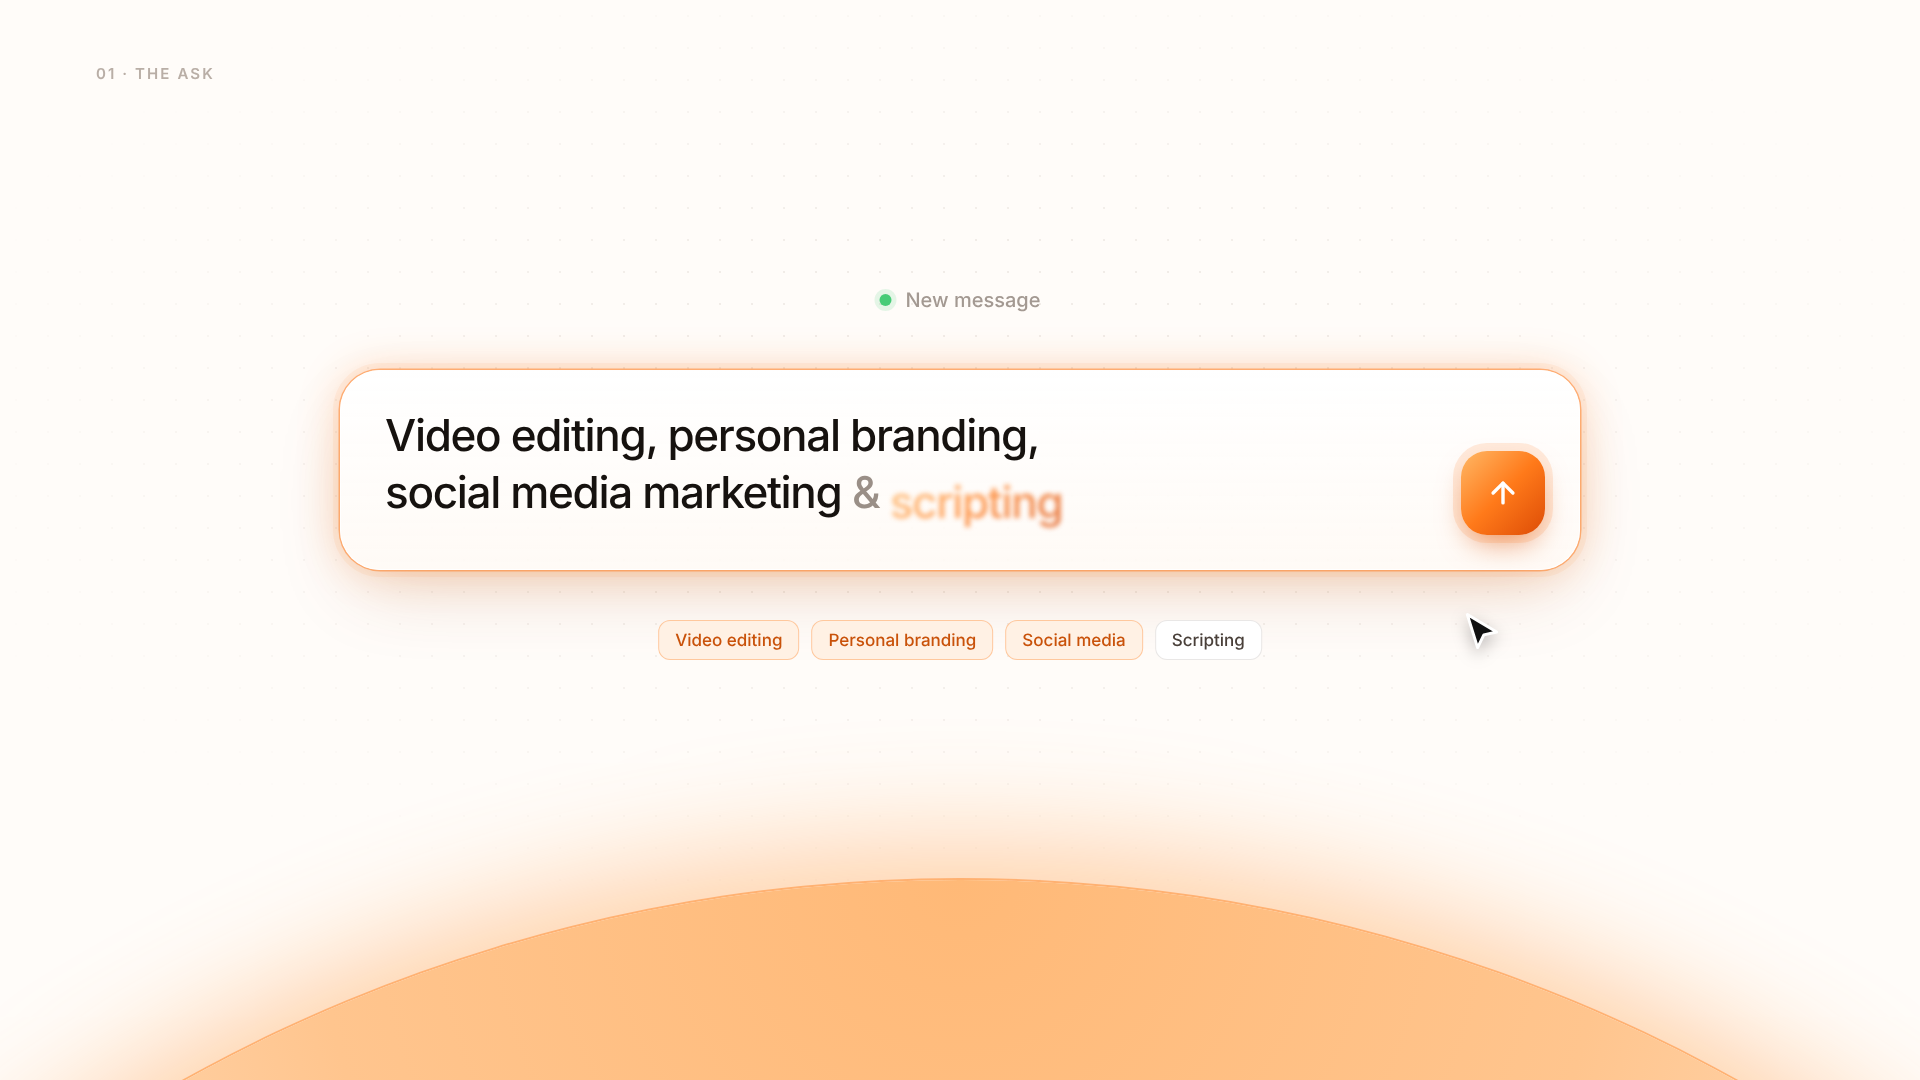 01 · THE ASK
New message
Video editing, personal branding,
social media marketing & scripting
Video editing
Personal branding
Social media
Scripting